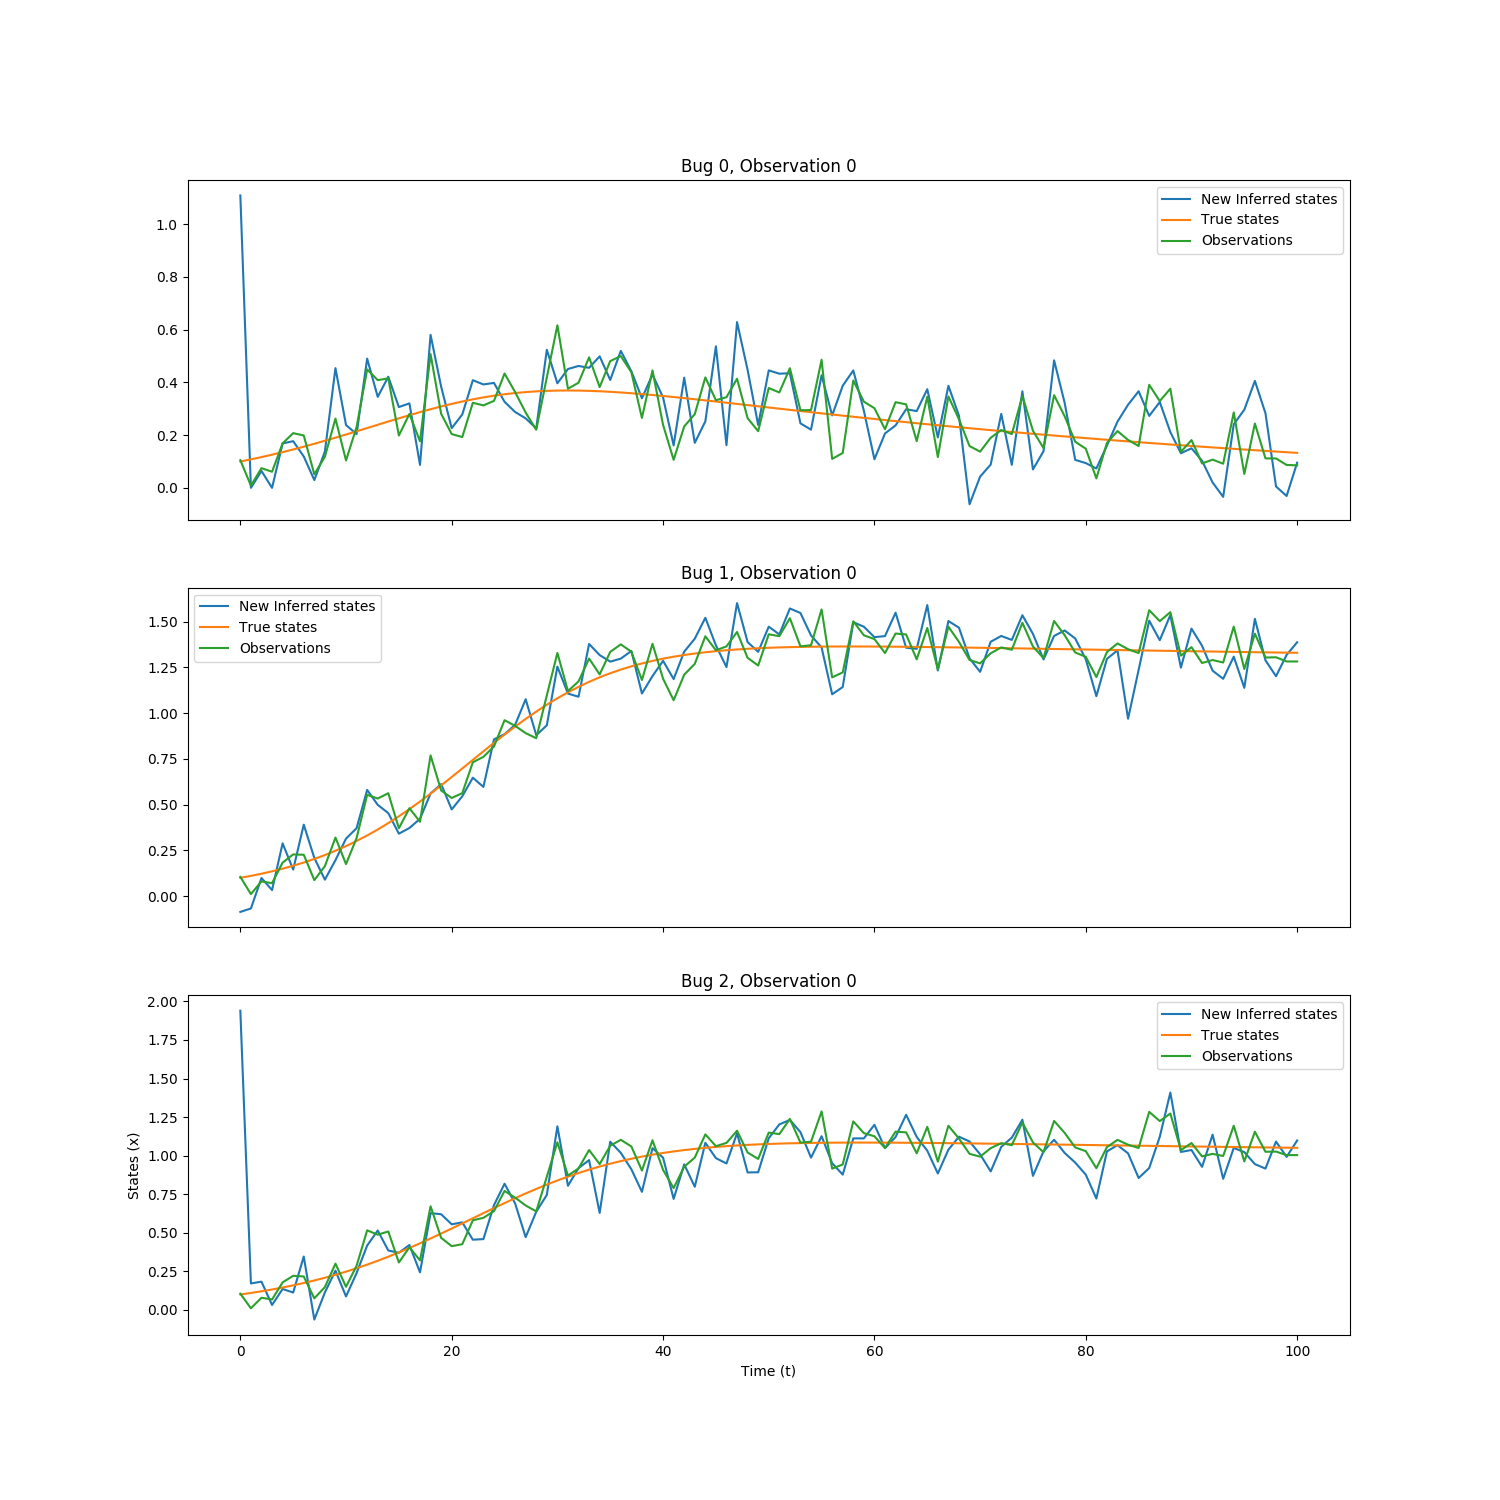 Bug 0, Observation 0
New Inferred states
True states
Observations
1.0
0.8
0.6
0.4
0.2
0.0
Bug 1, Observation 0
New Inferred states
True states
Observations
1.50
1.25
1.00
0.75
0.50
0.25
0.00
Bug 2, Observation 0
New Inferred states
True states
Observations
2.00
1.75
1.50
1.25
1.00
0.75
0.50
0.25
0.00
States (x)
0 20 40 60 80 100
Time (t)